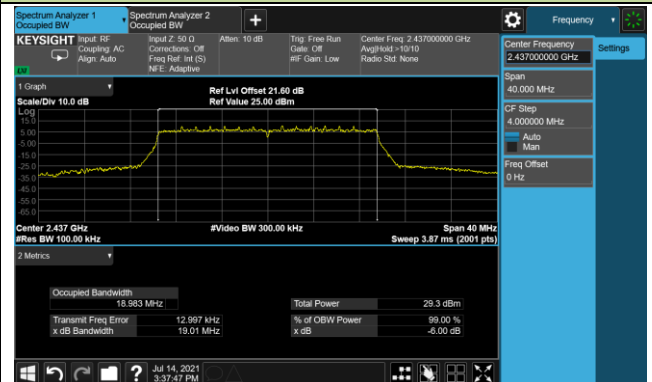 Spectrum Analyzer 1
Occupied BW
Spectrum Analyzer 2
Occupied BW
Frequency
KEYSIGHT
Input: RF
Coupling: AC
Align: Auto
Input Z: 50 Ω
Corrections: Off
Freq Ref: Int (S)
NFE: Adaptive
Atten: 10 dB
Trig: Free Run
Gate: Off
#IF Gain: Low
Center Freq: 2.437000000 GHz
Avg|Hold:>10/10
Radio Std: None
1 Graph
Scale/Div 10.0 dB
Ref Lvl Offset 21.60 dB
Ref Value 25.00 dBm
Log
15.0
5.00
-5.00
-15.0
-25.0
-35.0
-45.0
-55.0
-65.0
Center 2.437 GHz
#Video BW 300.00 kHz
Span 40 MHz
#Res BW 100.00 kHz
Sweep 3.87 ms (2001 pts)
2 Metrics
Occupied Bandwidth
18.983 MHz
Total Power 29.3 dBm
Transmit Freq Error 12.997 kHz
% of OBW Power 99.00 %
x dB Bandwidth 19.01 MHz
x dB -6.00 dB
Center Frequency
2.437000000 GHz
Settings
Span
40.000 MHz
CF Step
4.000000 MHz
Auto
Man
Freq Offset
0 Hz
?
Jul 14, 2021
3:37:47 PM